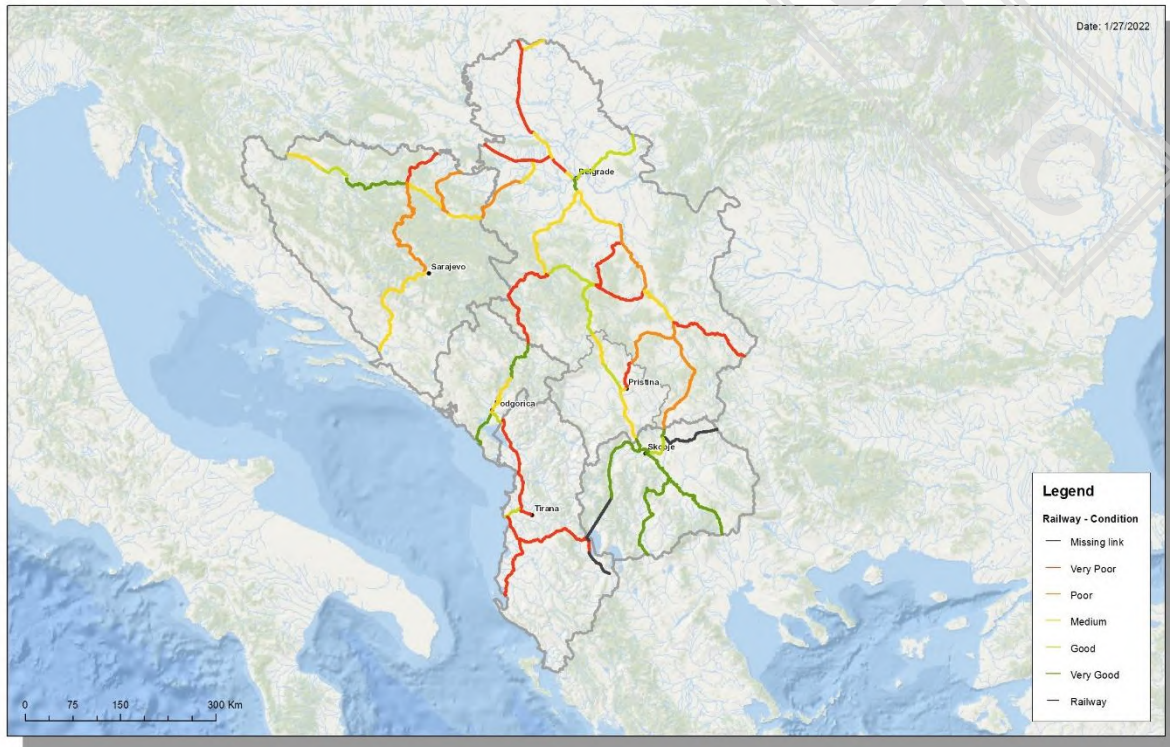 Date: 1/27/2022
Belgrade
Sarajevo
Pristina
Podgorica
Skopje
Tirana
Legend
Railway - Condition
Missing link
Very Poor
Poor
Medium
Good
Very Good
Railway
0 75 150 300 Km